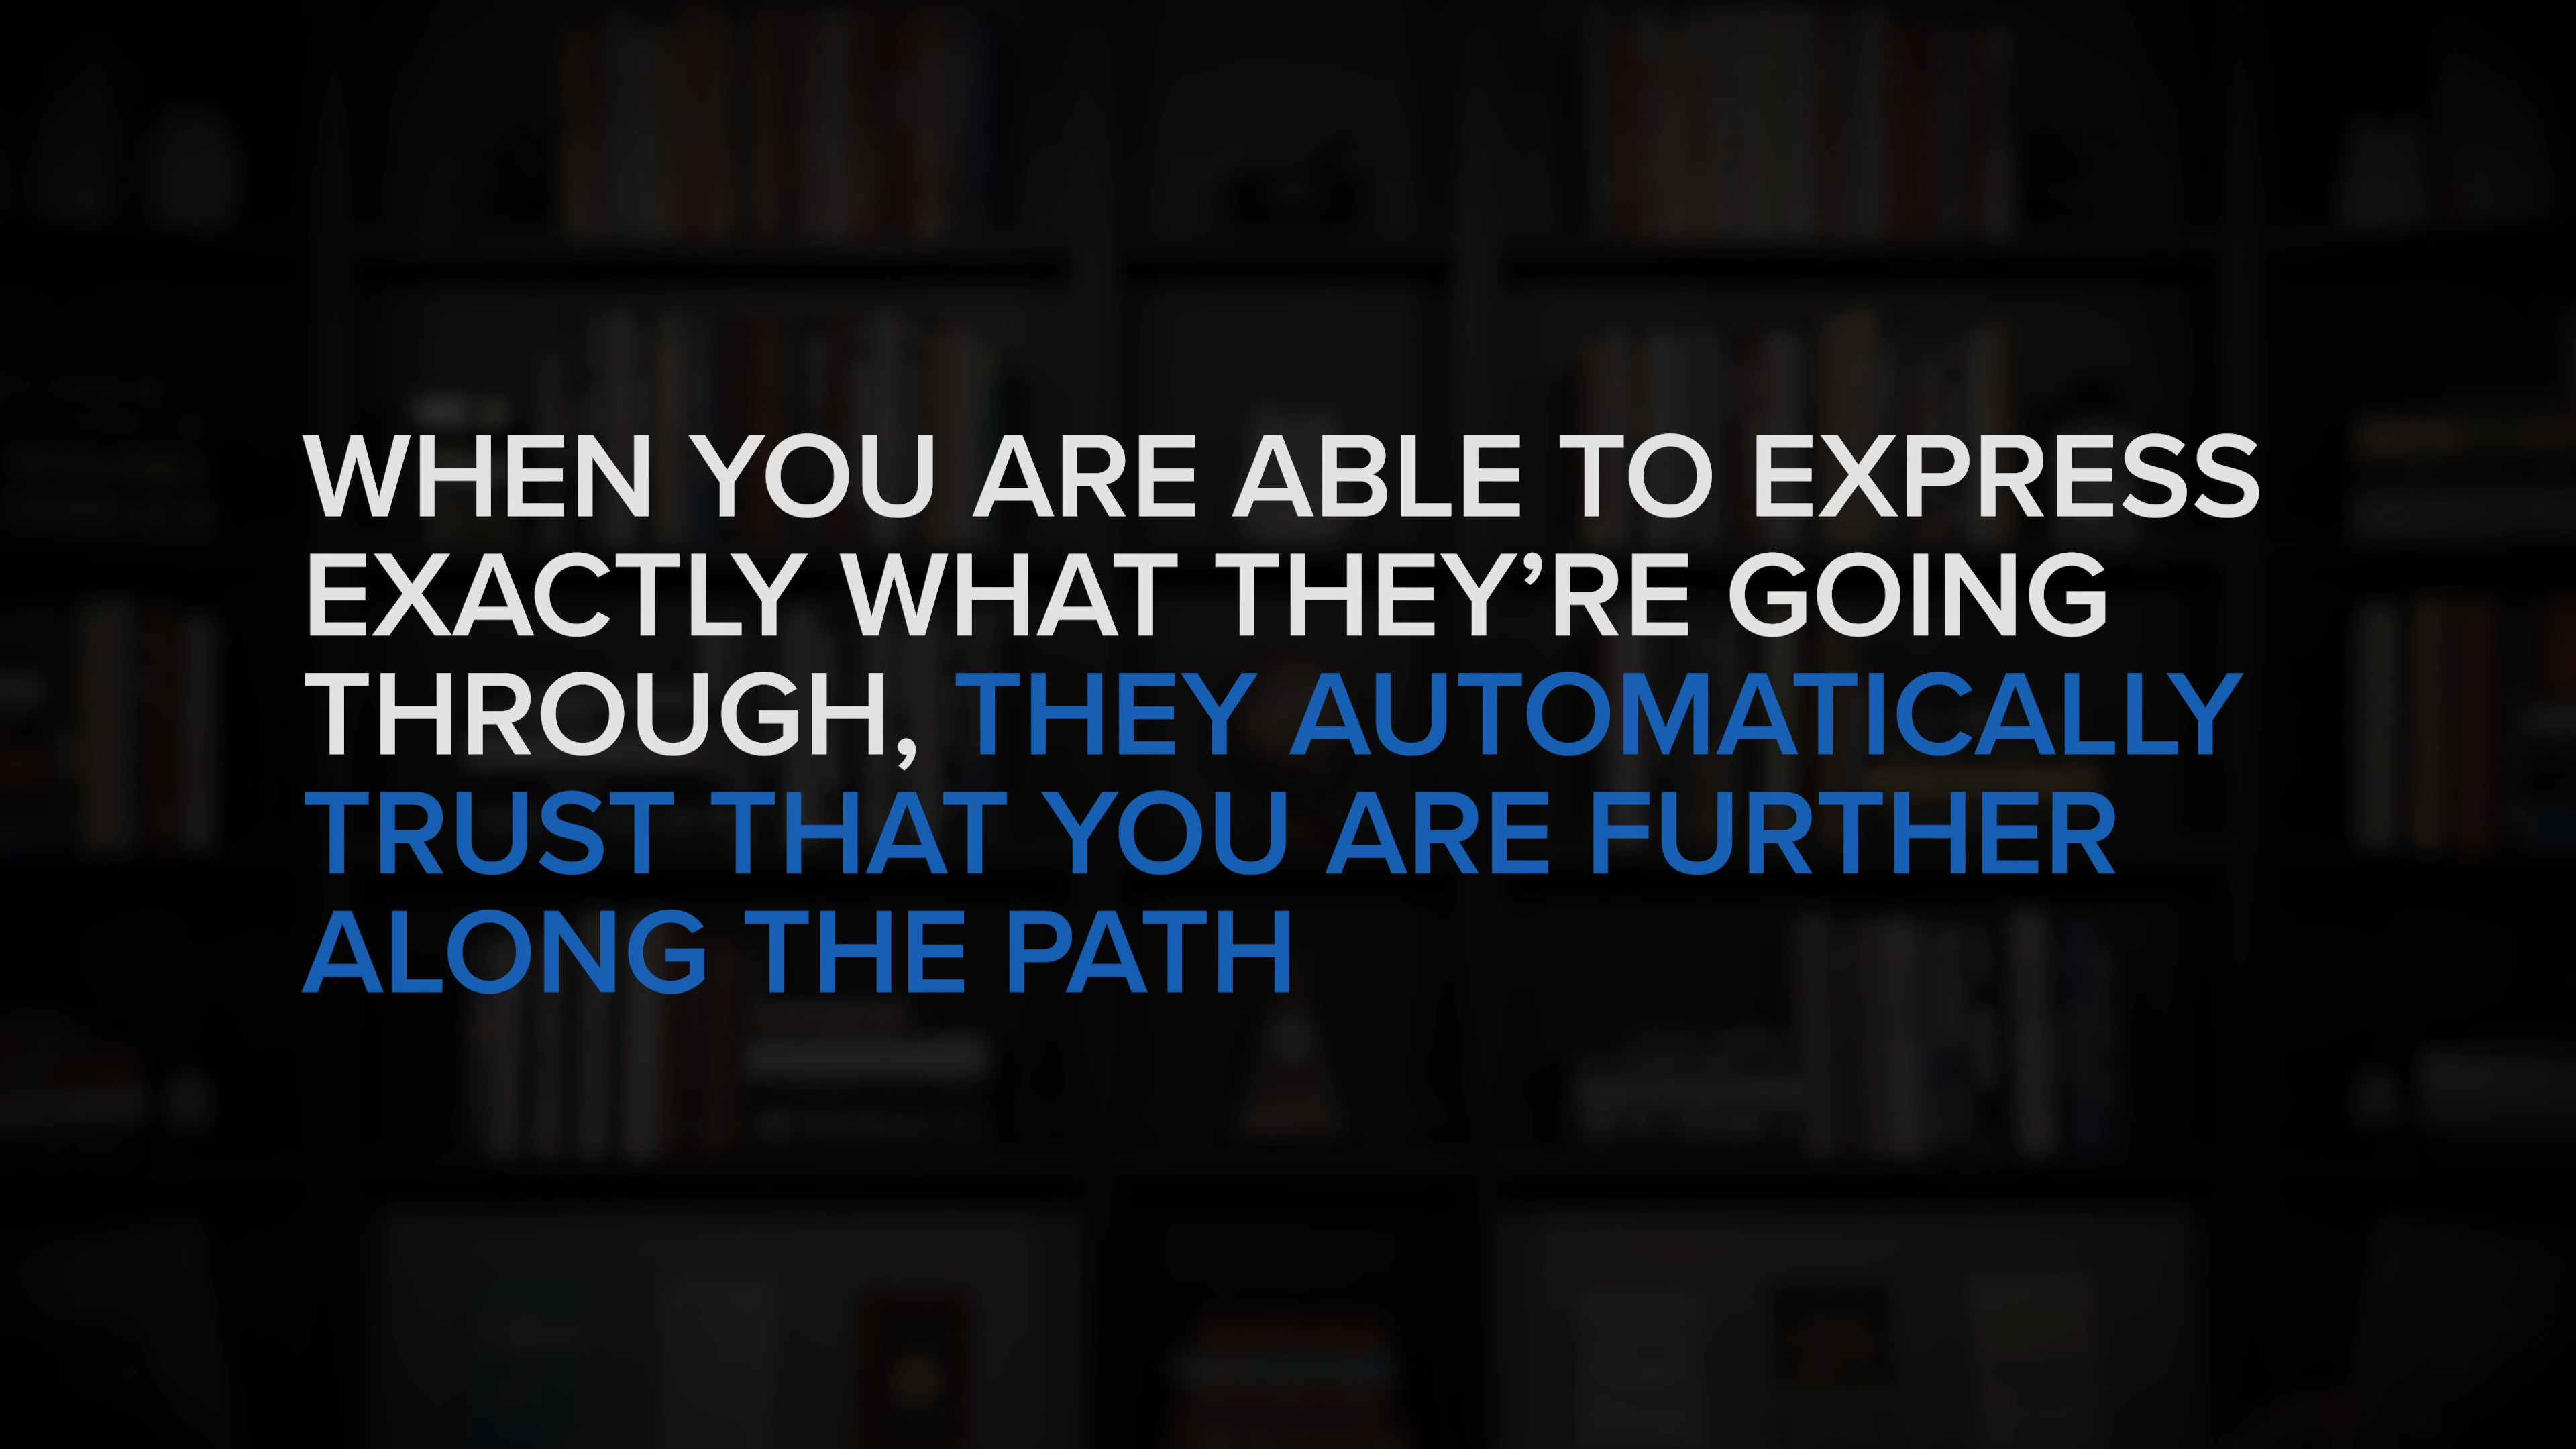 WHEN YOU ARE ABLE TO EXPRESS
EXACTLY WHAT THEY’RE GOING
THROUGH, THEY AUTOMATICALLY
TRUST THAT YOU ARE FURTHER
ALONG THE PATH